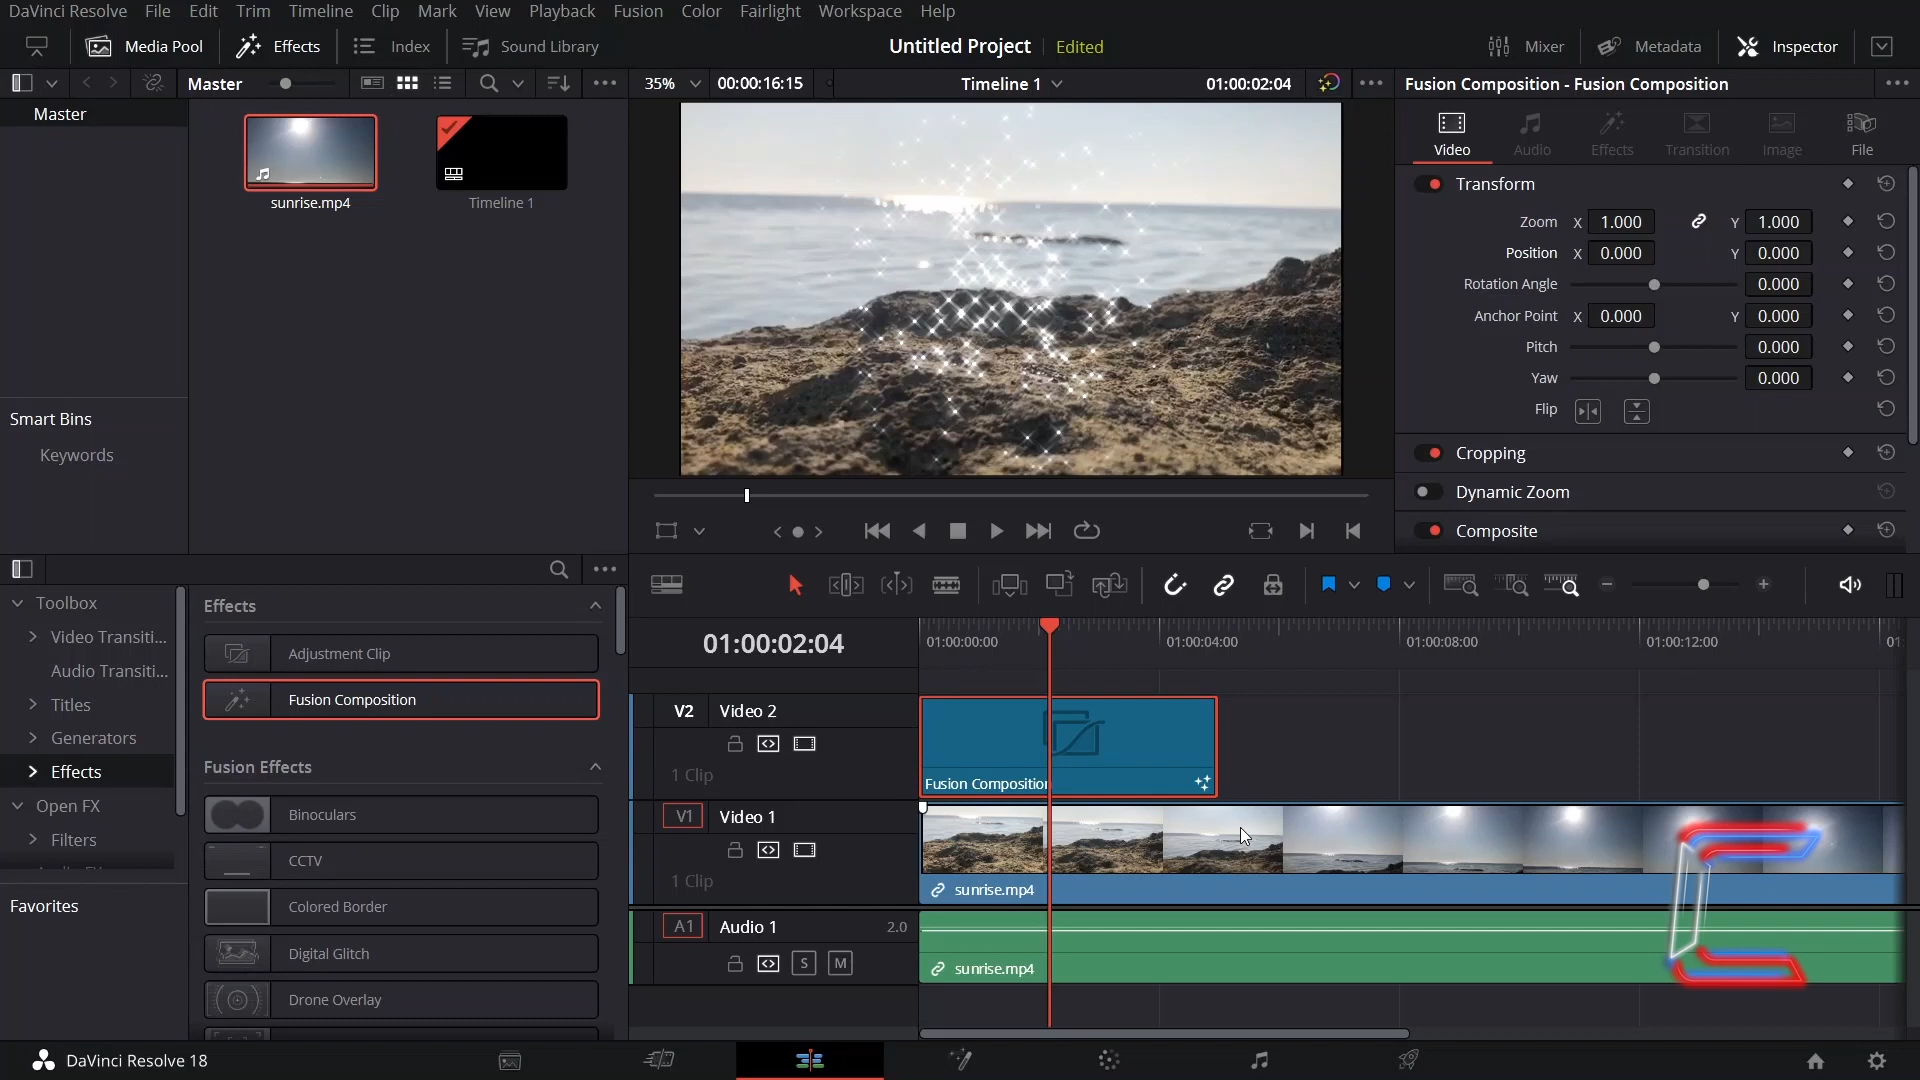 DaVinci Resolve File Edit Trim Timeline Clip Mark View Playback Fusion Color Fairlight Workspace Help
Media Pool Effects Index Sound Library Untitled Project Edited Mixer Metadata Inspector
Master 35% 00:00:16:15 Timeline 1 01:00:02:04 Fusion Composition - Fusion Composition
Master
sunrise.mp4 Timeline 1
Smart Bins
Keywords
Video Audio Effects Transition Image File
Transform
Zoom X 1.000 Y 1.000
Position X 0.000 Y 0.000
Rotation Angle 0.000
Anchor Point X 0.000 Y 0.000
Pitch 0.000
Yaw 0.000
Flip
Cropping
Dynamic Zoom
Composite
Toolbox
Video Transiti...
Audio Transiti...
Titles
Generators
Effects
Open FX
Filters
Favorites
Effects
Adjustment Clip
Fusion Composition
Fusion Effects
Binoculars
CCTV
Colored Border
Digital Glitch
Drone Overlay
01:00:02:04 01:00:00:00 01:00:04:00 01:00:08:00 01:00:12:00 01:
V2 Video 2
1 Clip
Fusion Composition
V1 Video 1
1 Clip
sunrise.mp4
A1 Audio 1 2.0
S M
sunrise.mp4
DaVinci Resolve 18